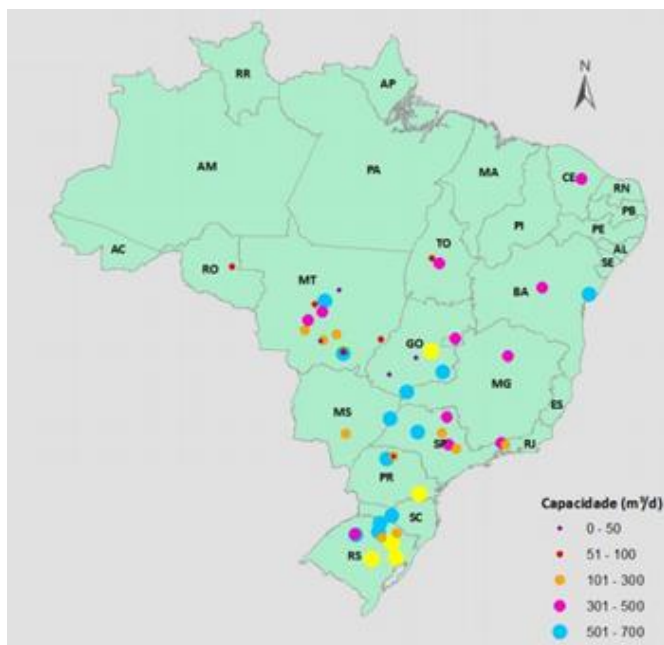 N
RR
AP
AM
PA
MA
CE
RN
PB
PE
PI
AL
SE
AC
TO
RO
MT
BA
GO
MG
ES
MS
SP
RJ
PR
SC
RS
Capacidade (m³/d)
0 - 50
51 - 100
101 - 300
301 - 500
501 - 700